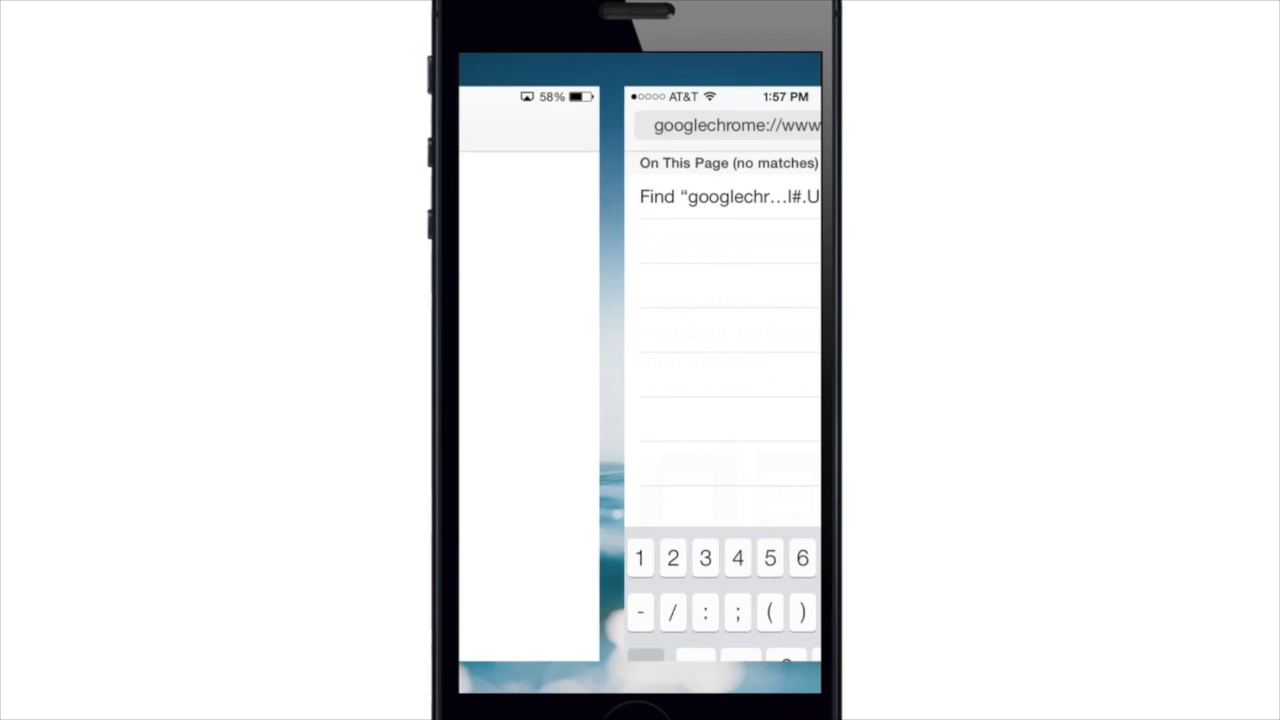 58%
AT&T 1:57 PM
googlechrome://www
On This Page (no matches)
Find “googlechr…l#.U
1 2 3 4 5 6
- / : ; ( )